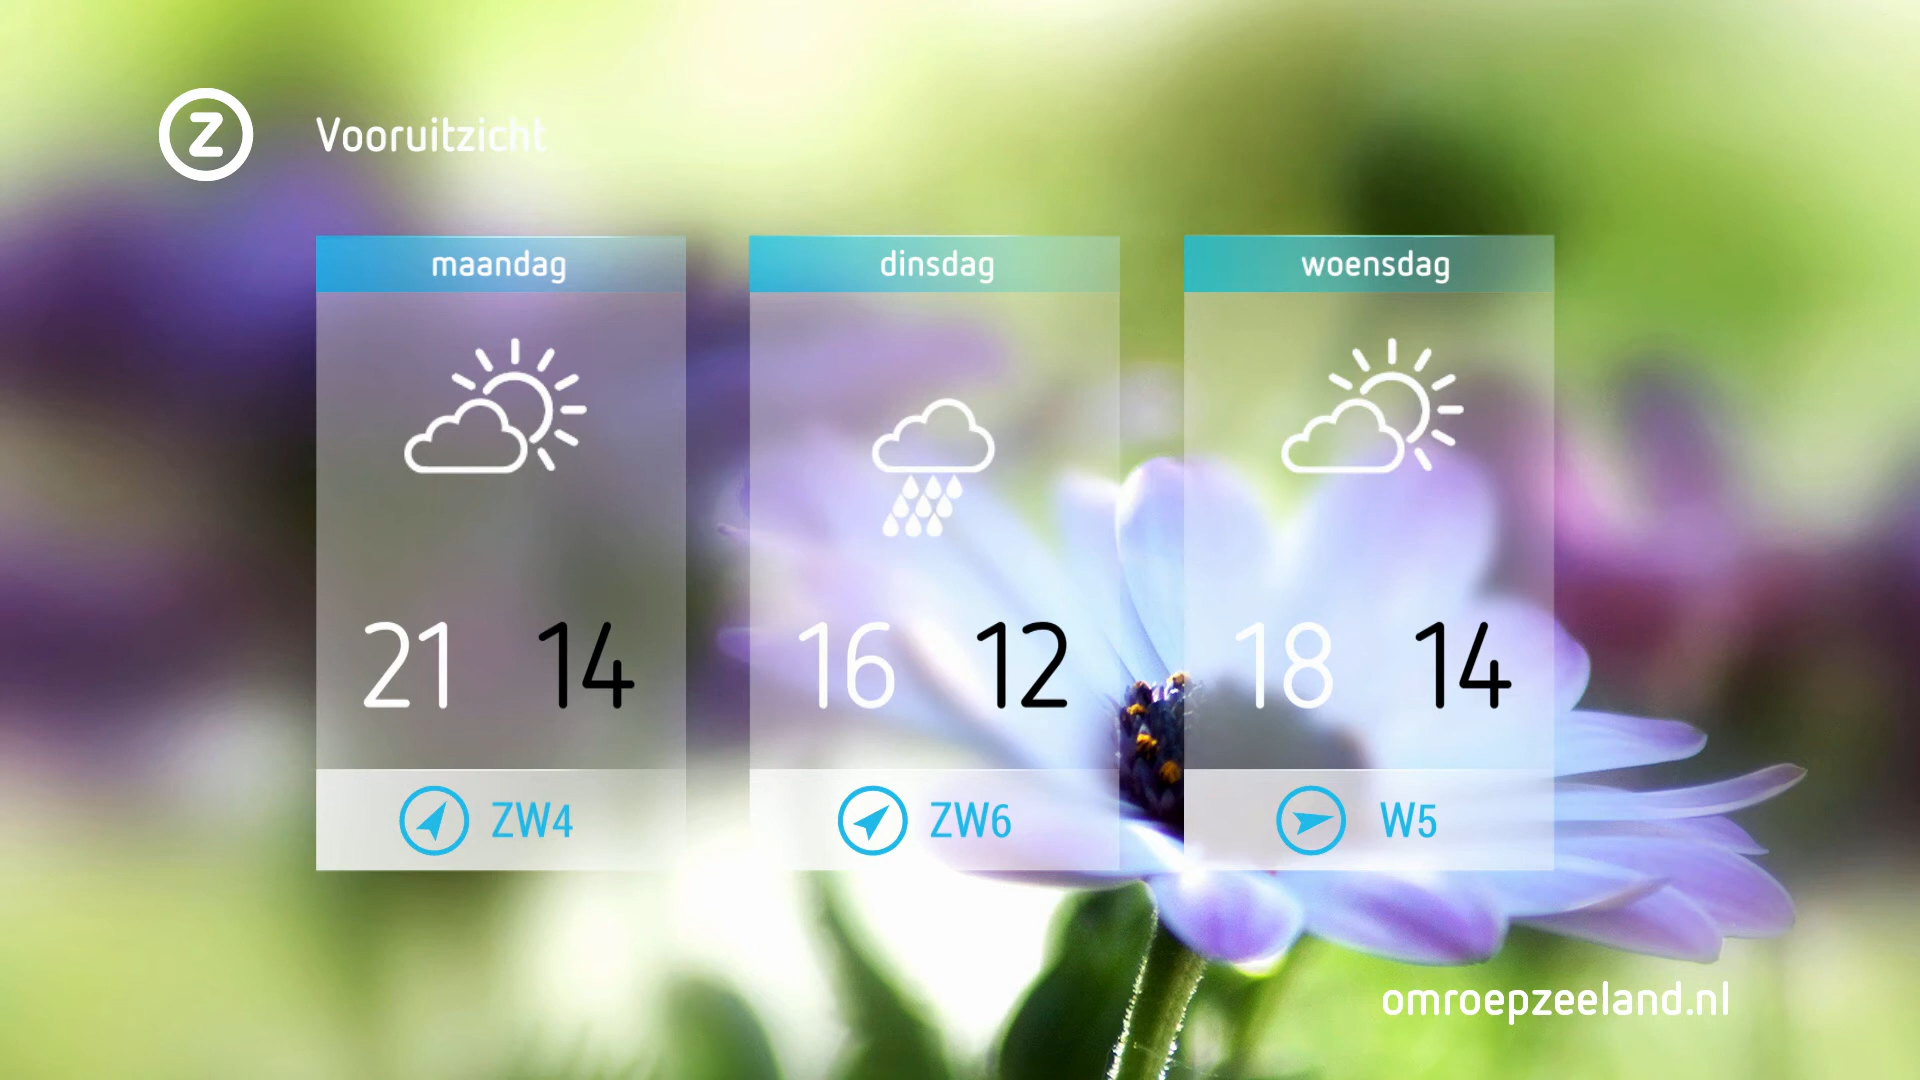 Z
Vooruitzicht
maandag
21 14
ZW4
dinsdag
16 12
ZW6
woensdag
18 14
W5
omroepzeeland.nl